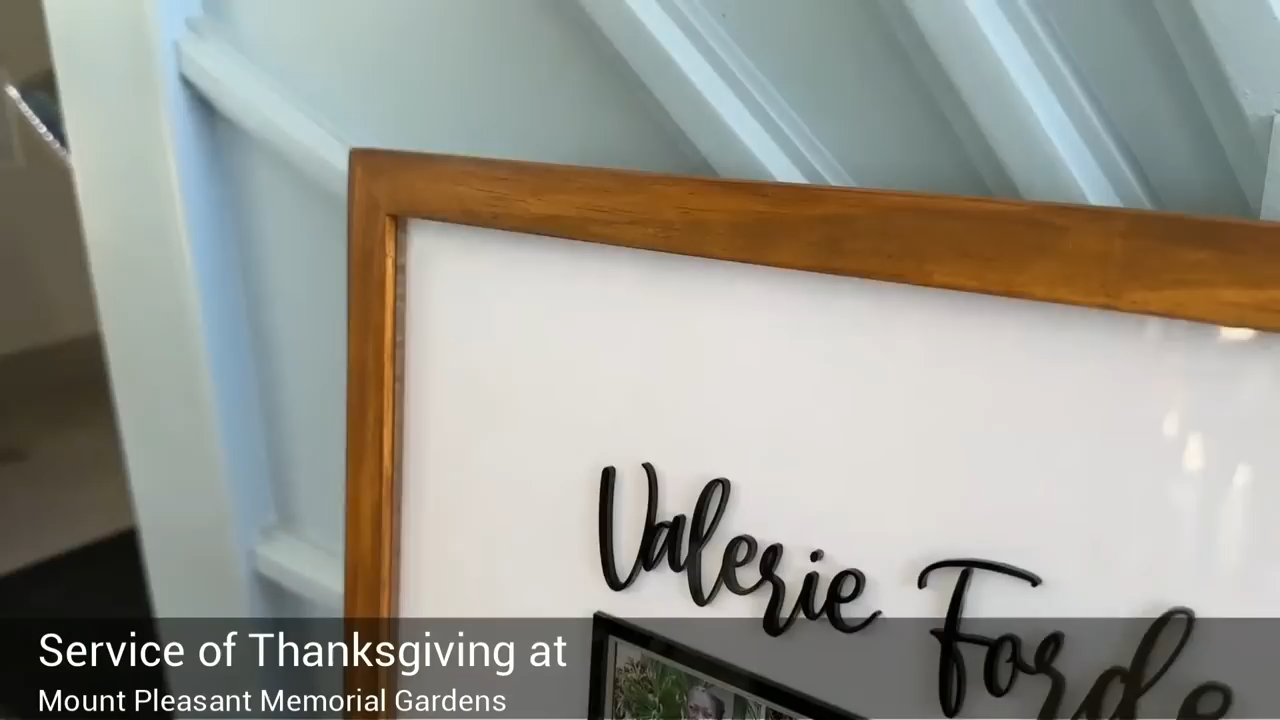 Valerie Forde
Service of Thanksgiving at
Mount Pleasant Memorial Gardens